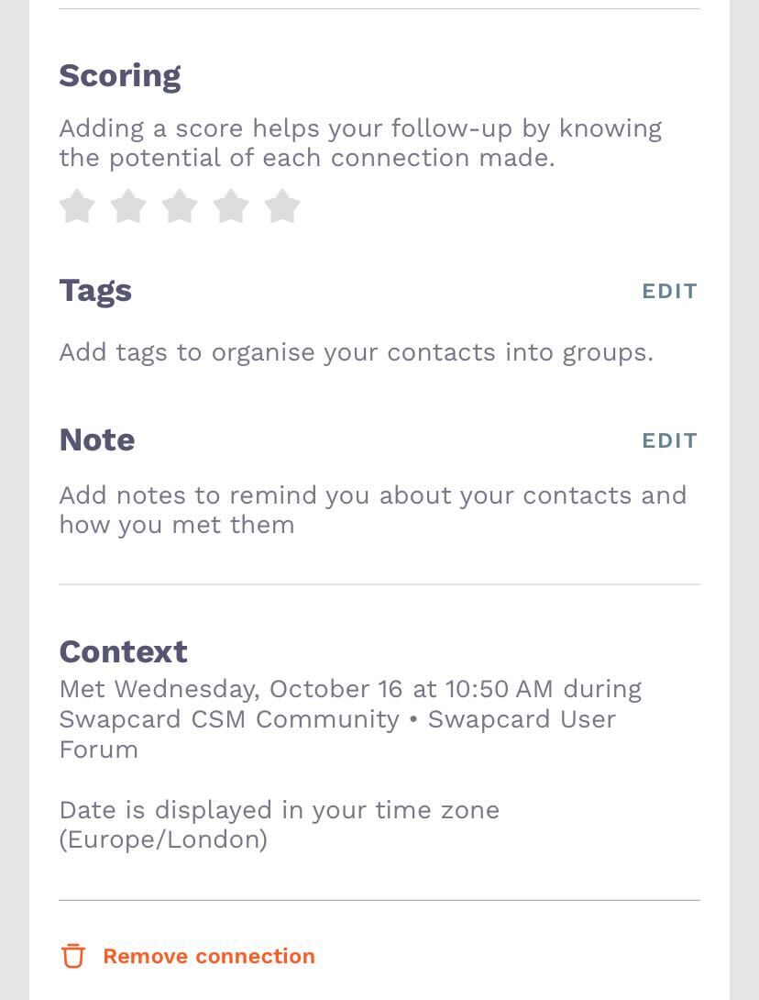 Scoring
Adding a score helps your follow-up by knowing
the potential of each connection made.
Tags
EDIT
Add tags to organise your contacts into groups.
Note
EDIT
Add notes to remind you about your contacts and
how you met them
Context
Met Wednesday, October 16 at 10:50 AM during
Swapcard CSM Community • Swapcard User
Forum
Date is displayed in your time zone
(Europe/London)
Remove connection